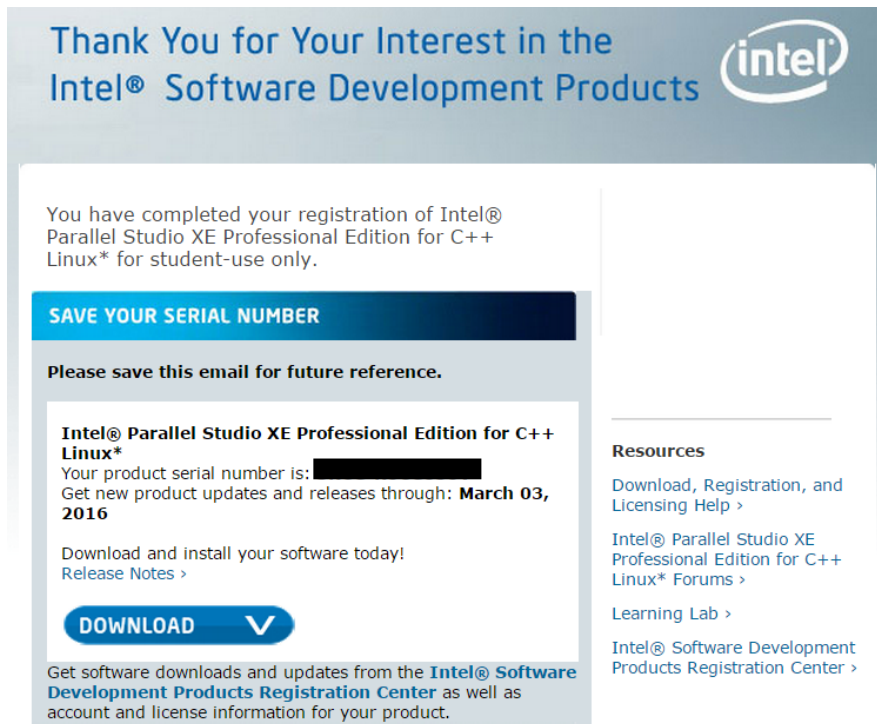 Thank You for Your Interest in the
Intel® Software Development Products
intel®
You have completed your registration of Intel®
Parallel Studio XE Professional Edition for C++
Linux* for student-use only.
SAVE YOUR SERIAL NUMBER
Please save this email for future reference.
Intel® Parallel Studio XE Professional Edition for C++
Linux*
Your product serial number is:
Get new product updates and releases through: March 03,
2016
Download and install your software today!
Release Notes ›
DOWNLOAD
Get software downloads and updates from the Intel® Software
Development Products Registration Center as well as
account and license information for your product.
Resources
Download, Registration, and
Licensing Help ›
Intel® Parallel Studio XE
Professional Edition for C++
Linux* Forums ›
Learning Lab ›
Intel® Software Development
Products Registration Center ›